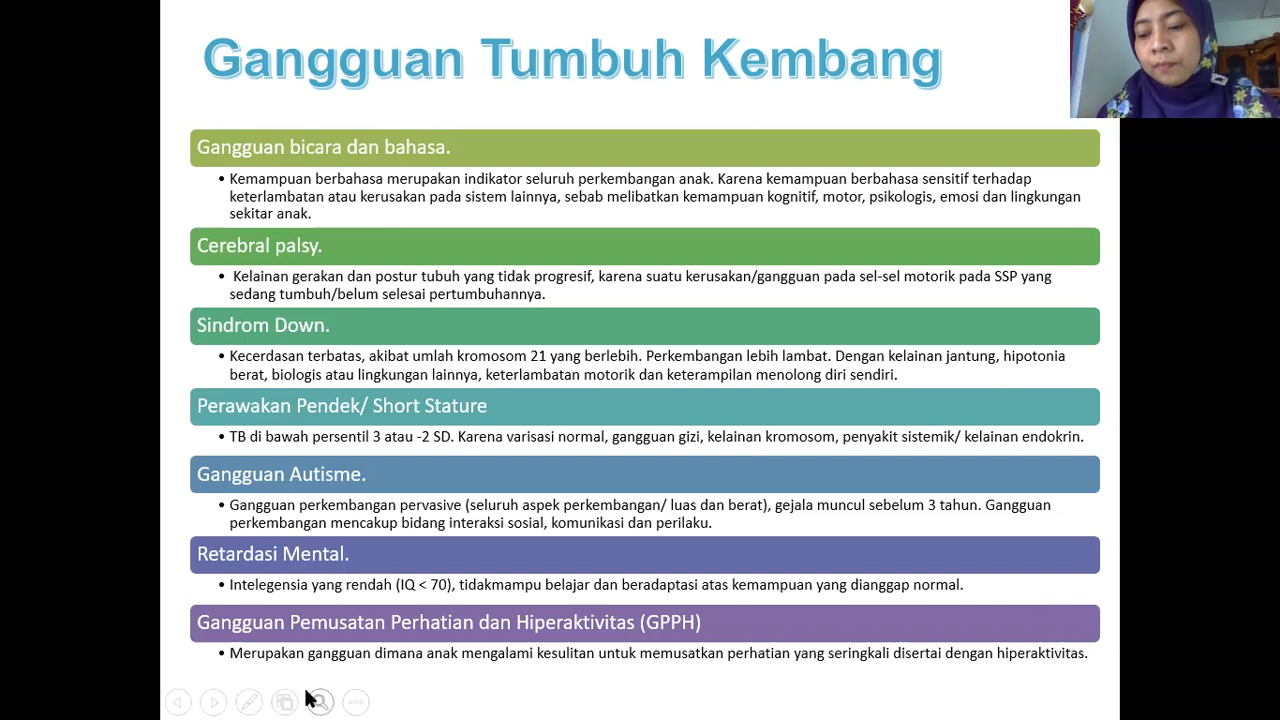 Gangguan Tumbuh Kembang
Gangguan bicara dan bahasa.
• Kemampuan berbahasa merupakan indikator seluruh perkembangan anak. Karena kemampuan berbahasa sensitif terhadap
keterlambatan atau kerusakan pada sistem lainnya, sebab melibatkan kemampuan kognitif, motor, psikologis, emosi dan lingkungan
sekitar anak.
Cerebral palsy.
• Kelainan gerakan dan postur tubuh yang tidak progresif, karena suatu kerusakan/gangguan pada sel-sel motorik pada SSP yang
sedang tumbuh/belum selesai pertumbuhannya.
Sindrom Down.
• Kecerdasan terbatas, akibat umlah kromosom 21 yang berlebih. Perkembangan lebih lambat. Dengan kelainan jantung, hipotonia
berat, biologis atau lingkungan lainnya, keterlambatan motorik dan keterampilan menolong diri sendiri.
Perawakan Pendek/ Short Stature
• TB di bawah persentil 3 atau -2 SD. Karena varisasi normal, gangguan gizi, kelainan kromosom, penyakit sistemik/ kelainan endokrin.
Gangguan Autisme.
• Gangguan perkembangan pervasive (seluruh aspek perkembangan/ luas dan berat), gejala muncul sebelum 3 tahun. Gangguan
perkembangan mencakup bidang interaksi sosial, komunikasi dan perilaku.
Retardasi Mental.
• Intelegensia yang rendah (IQ < 70), tidakmampu belajar dan beradaptasi atas kemampuan yang dianggap normal.
Gangguan Pemusatan Perhatian dan Hiperaktivitas (GPPH)
• Merupakan gangguan dimana anak mengalami kesulitan untuk memusatkan perhatian yang seringkali disertai dengan hiperaktivitas.